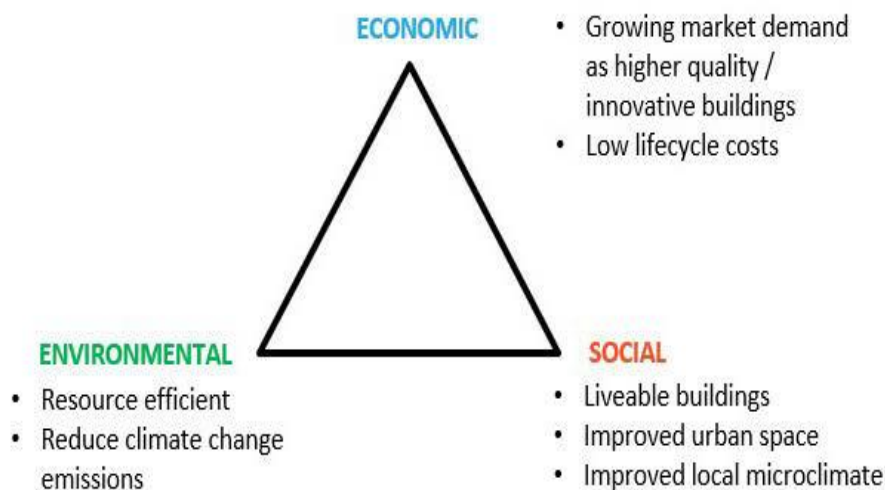 ECONOMIC
• Growing market demand
as higher quality /
innovative buildings
• Low lifecycle costs
ENVIRONMENTAL
• Resource efficient
• Reduce climate change
emissions
SOCIAL
• Liveable buildings
• Improved urban space
• Improved local microclimate